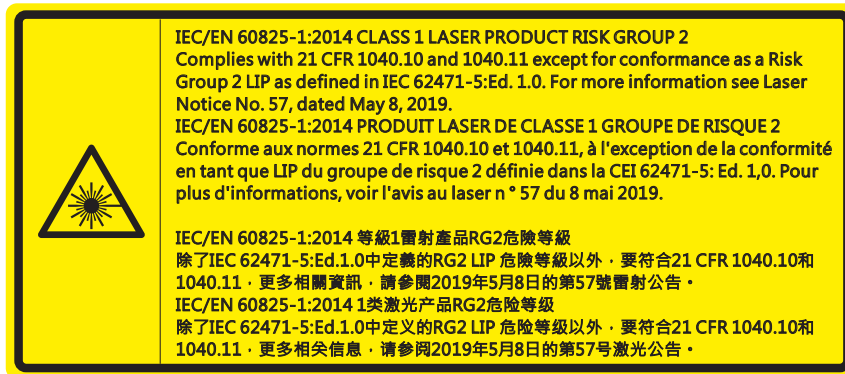 IEC/EN 60825-1:2014 CLASS 1 LASER PRODUCT RISK GROUP 2
Complies with 21 CFR 1040.10 and 1040.11 except for conformance as a Risk
Group 2 LIP as defined in IEC 62471-5:Ed. 1.0. For more information see Laser
Notice No. 57, dated May 8, 2019.
IEC/EN 60825-1:2014 PRODUIT LASER DE CLASSE 1 GROUPE DE RISQUE 2
Conforme aux normes 21 CFR 1040.10 et 1040.11, à l'exception de la conformité
en tant que LIP du groupe de risque 2 définie dans la CEI 62471-5: Ed. 1,0. Pour
plus d'informations, voir l'avis au laser n ° 57 du 8 mai 2019.
IEC/EN 60825-1:2014 等級1雷射產品RG2危險等級
除了IEC 62471-5:Ed.1.0中定義的RG2 LIP 危險等級以外，要符合21 CFR 1040.10和
1040.11，更多相關資訊，請參閱2019年5月8日的第57號雷射公告。
IEC/EN 60825-1:2014 1类激光产品RG2危险等级
除了IEC 62471-5:Ed.1.0中定义的RG2 LIP 危险等级以外，要符合21 CFR 1040.10和
1040.11，更多相关信息，请参阅2019年5月8日的第57号激光公告。